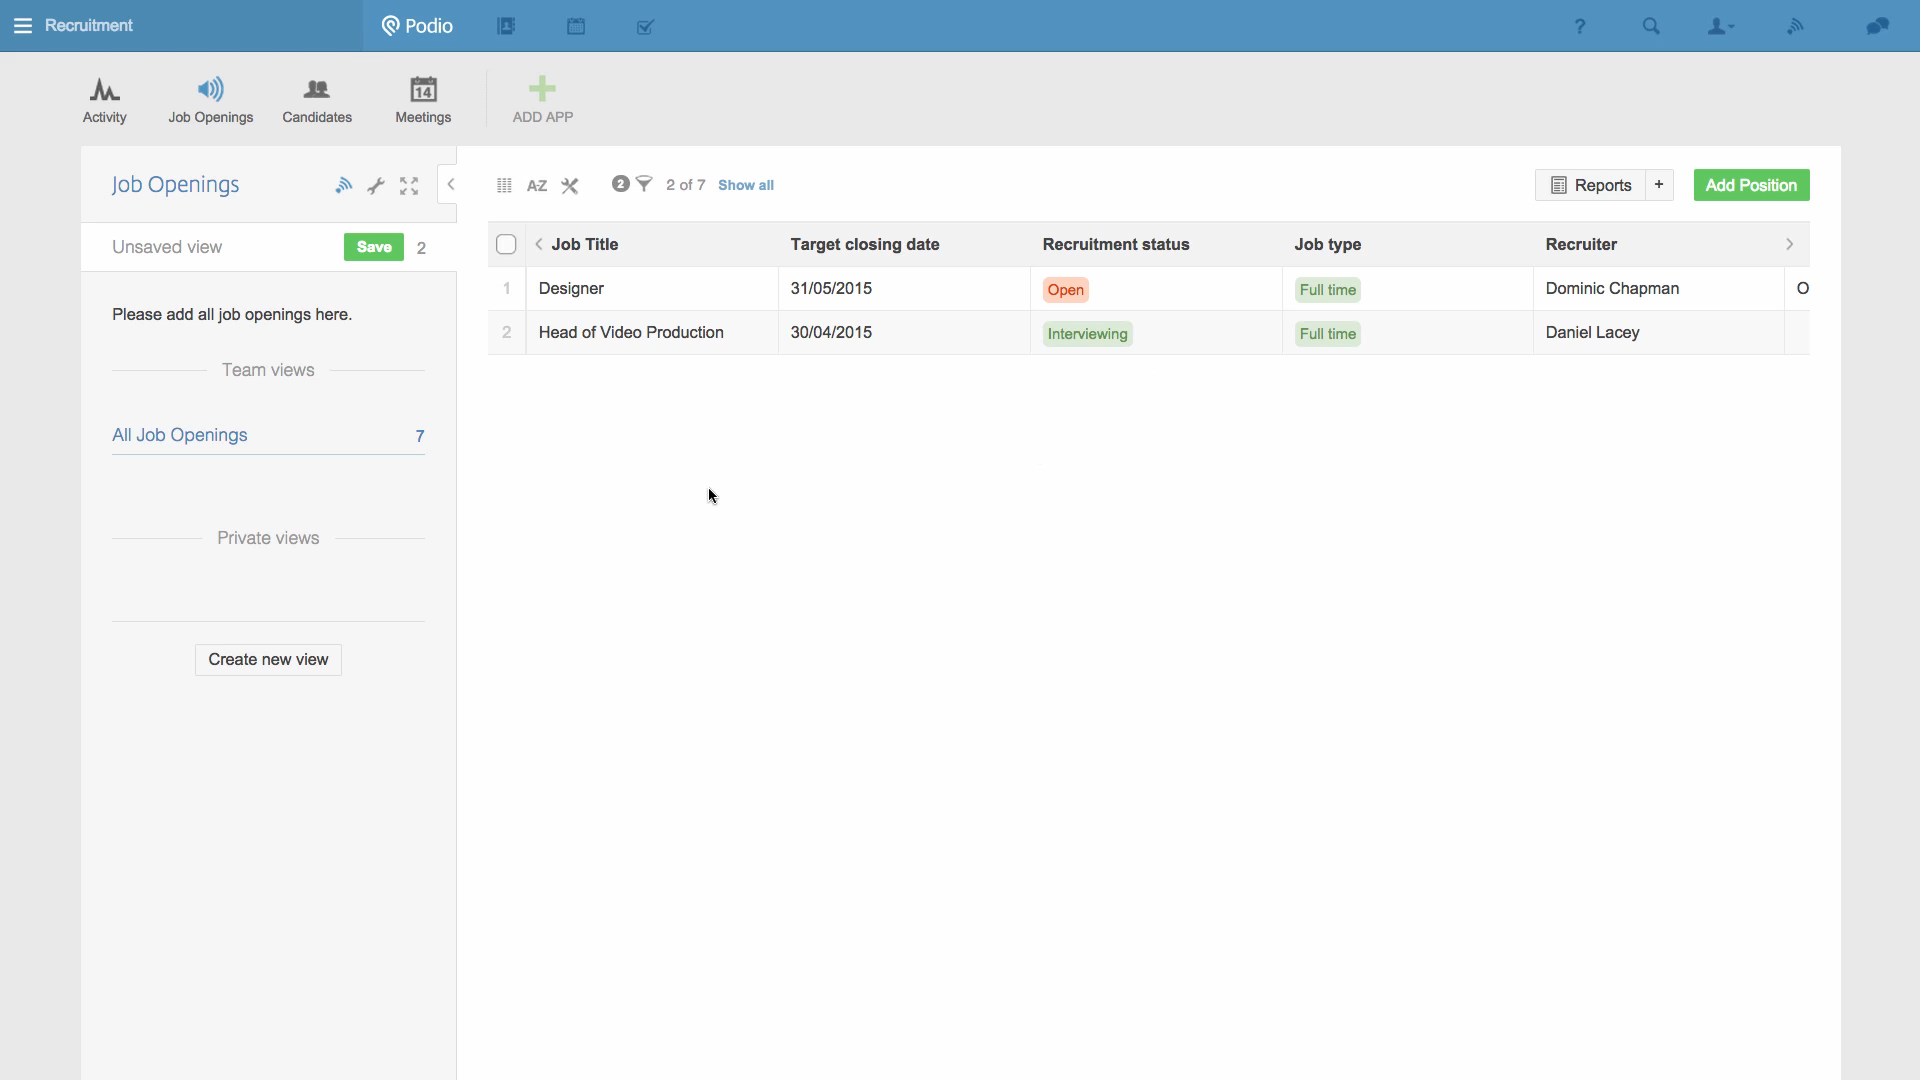 Recruitment
Podio
Activity
Job Openings
Candidates
14
Meetings
ADD APP
Job Openings
A-Z
2
2 of 7
Show all
Reports
+
Add Position
Unsaved view
Save
2
Please add all job openings here.
Team views
All Job Openings
7
Private views
Create new view
Job Title
Target closing date
Recruitment status
Job type
Recruiter
1
Designer
31/05/2015
Open
Full time
Dominic Chapman
O
2
Head of Video Production
30/04/2015
Interviewing
Full time
Daniel Lacey
?